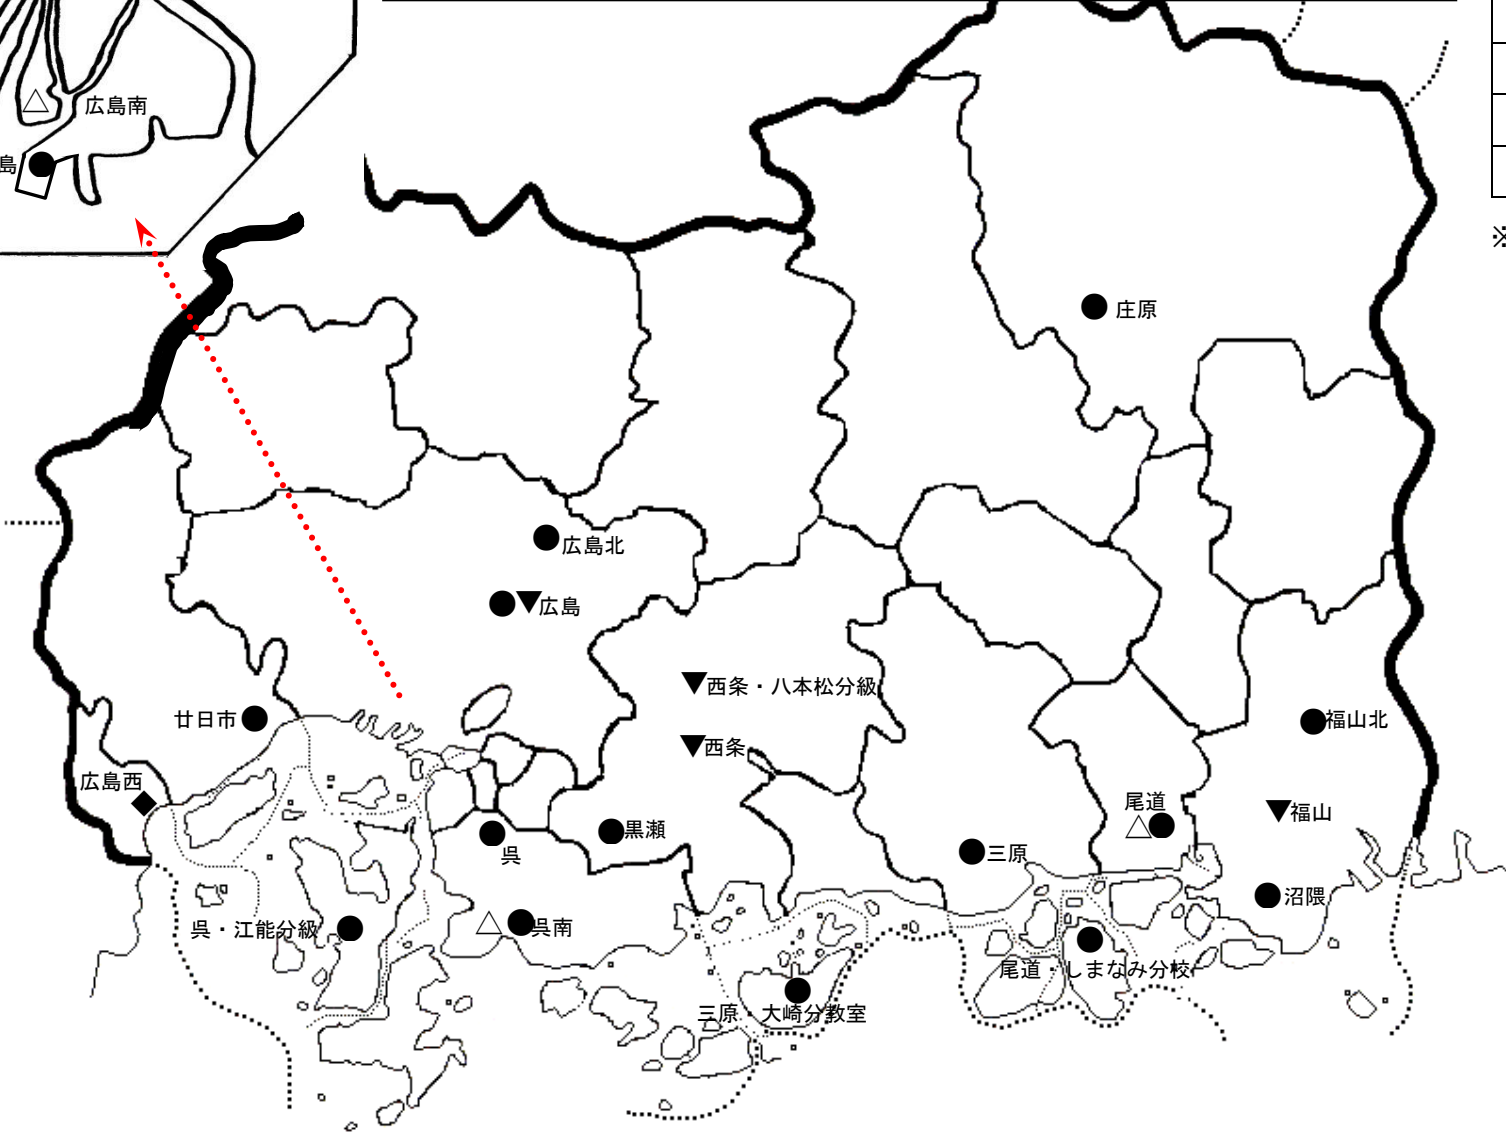 広島南
島
※
庄原
広島北
広島
西条・八本松分級
廿日市
福山北
西条
広島西
尾道
福山
黒瀬
呉
三原
沼隈
呉・江能分級
呉南
尾道・しまなみ分校
三原・大崎分教室